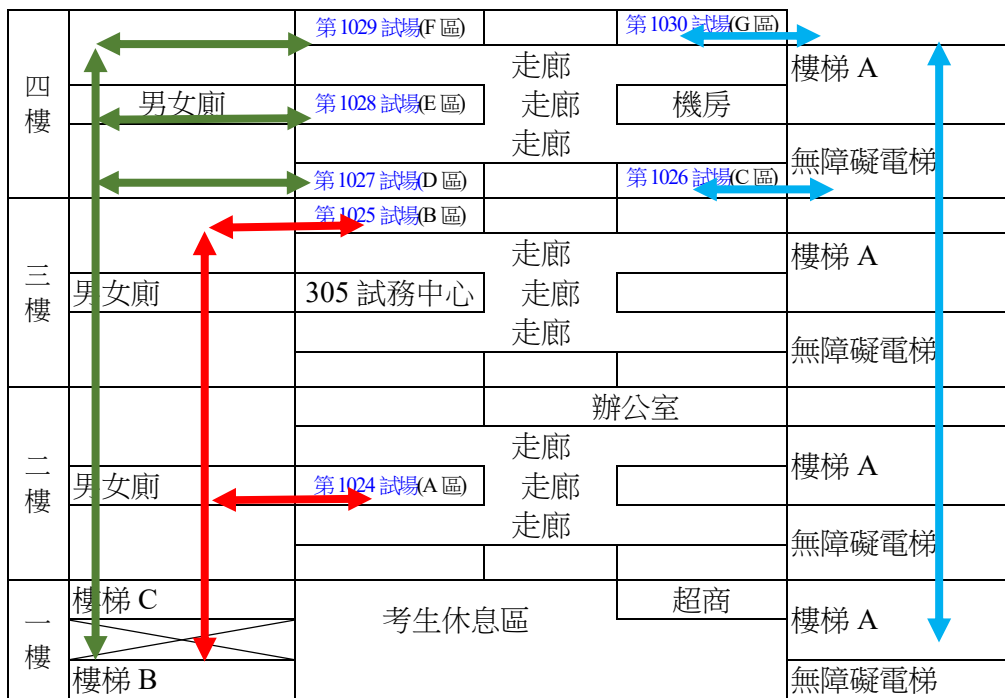 第1029試場(F區) 第1030試場(G區)
四樓 走廊 樓梯 A
男女廁 第1028試場(E區) 走廊 機房
走廊 無障礙電梯
第1027試場(D區) 第1026試場(C區)
第1025試場(B區)
三樓 走廊 樓梯 A
男女廁 305 試務中心 走廊
走廊 無障礙電梯
辦公室
二樓 走廊 樓梯 A
男女廁 第1024試場(A區) 走廊
走廊 無障礙電梯
一樓 樓梯 C 考生休息區 超商 樓梯 A
樓梯 B 無障礙電梯